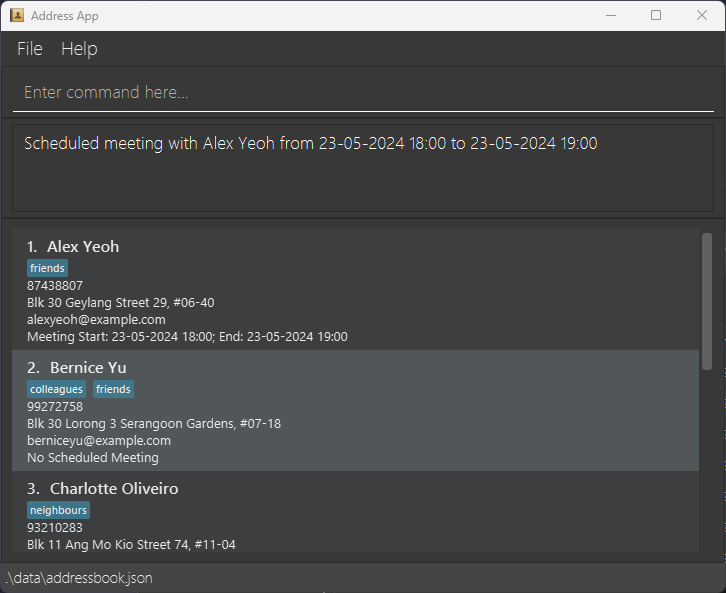 Address App
File Help
Enter command here...
Scheduled meeting with Alex Yeoh from 23-05-2024 18:00 to 23-05-2024 19:00
1. Alex Yeoh
friends
87438807
Blk 30 Geylang Street 29, #06-40
alexyeoh@example.com
Meeting Start: 23-05-2024 18:00; End: 23-05-2024 19:00
2. Bernice Yu
colleagues friends
99272758
Blk 30 Lorong 3 Serangoon Gardens, #07-18
berniceyu@example.com
No Scheduled Meeting
3. Charlotte Oliveiro
neighbours
93210283
Blk 11 Ang Mo Kio Street 74, #11-04
.\data\addressbook.json